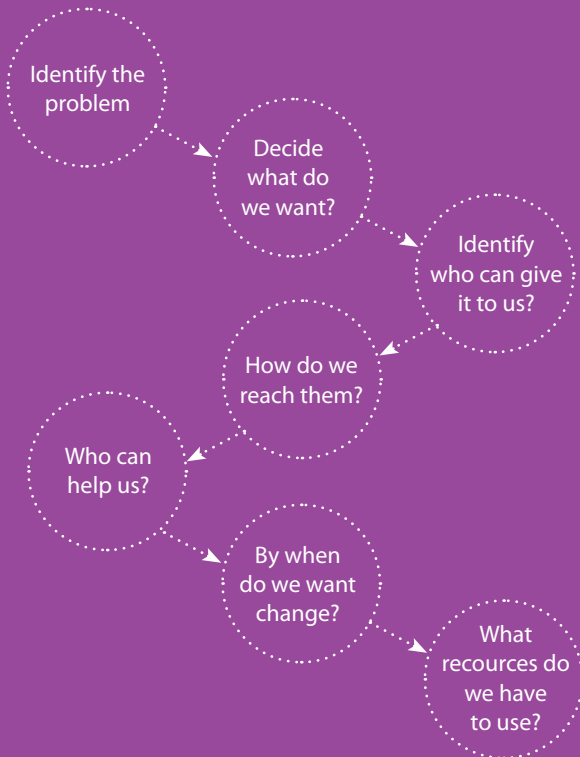 Identify the
problem
Decide
what do
we want?
Identify
who can give
it to us?
How do we
reach them?
Who can
help us?
By when
do we want
change?
What
recources do
we have
to use?